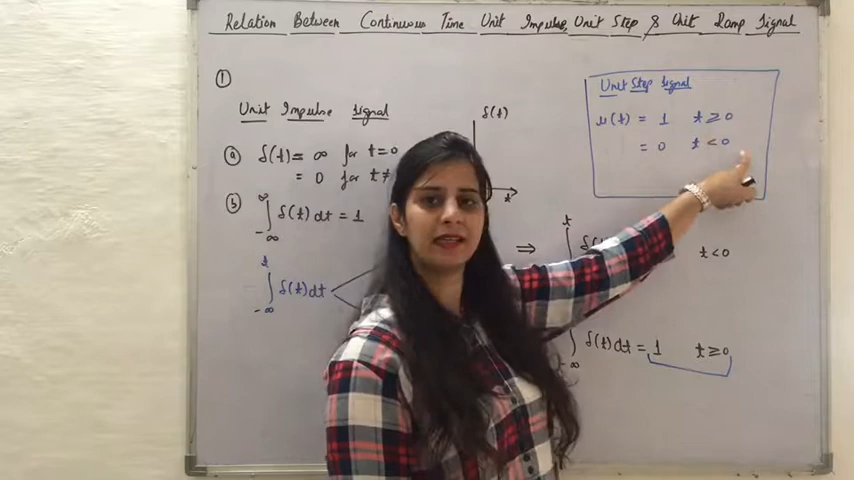 Relation Between Continuous Time Unit Impulse, Unit Step & Unit Ramp Signal
①
Unit Impulse Signal
ⓐ δ(t) = ∞ for t = 0
= 0 for t ≠
δ(t)
t
ⓑ ∫_{-∞}^{∞} δ(t) dt = 1
∫_{-∞}^{t} δ(t) dt
Unit Step Signal
u(t) = 1 t ≥ 0
= 0 t < 0
⇒ t
t < 0
-∞ δ(t) dt = 1 t ≥ 0